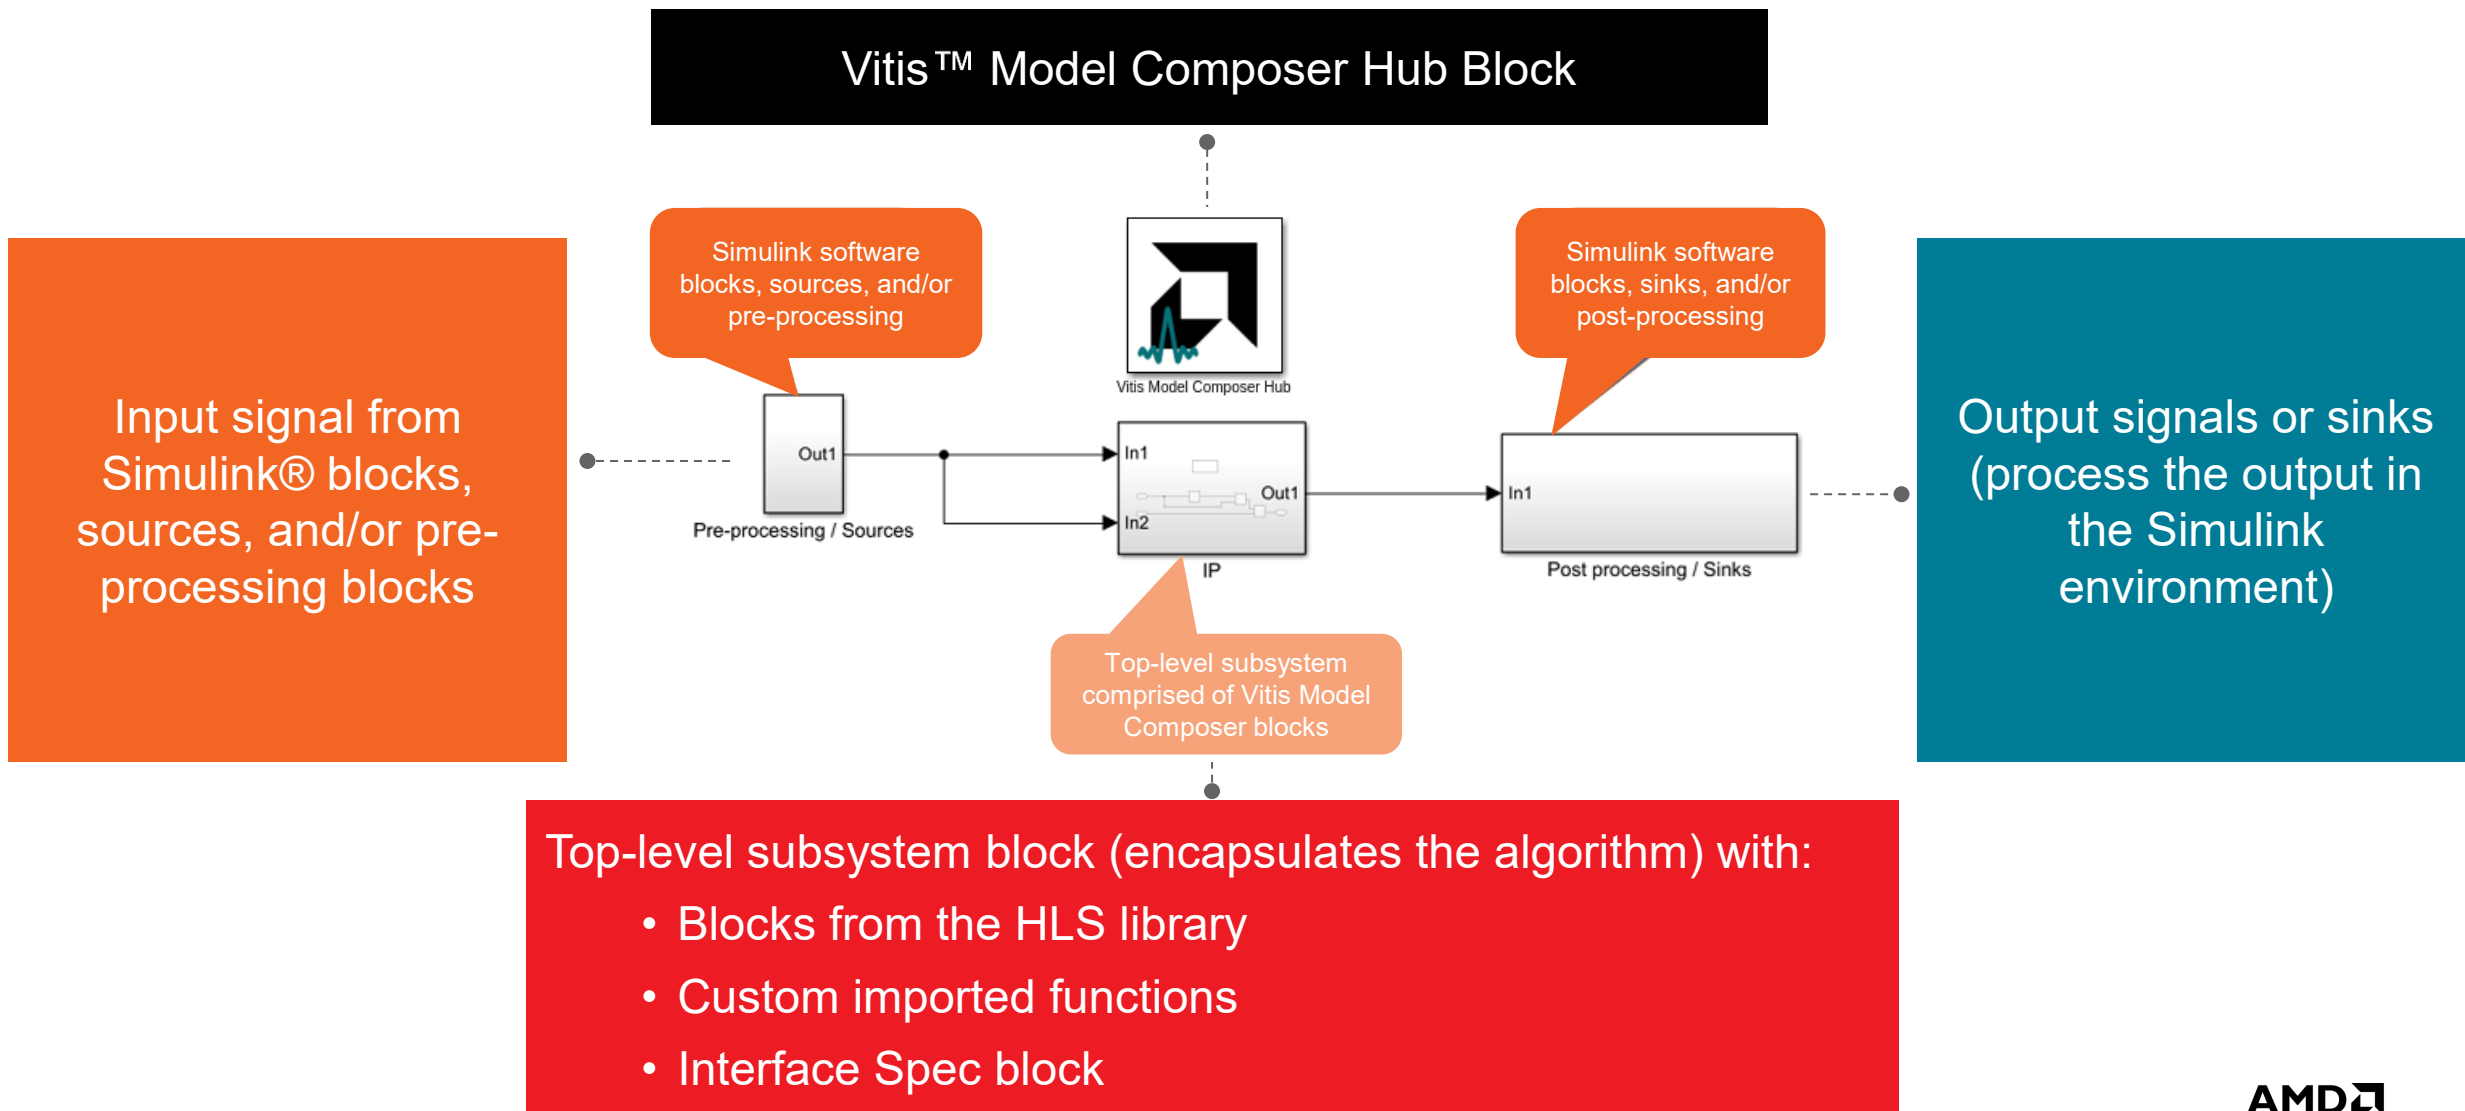 Vitis™ Model Composer Hub Block
Simulink software
blocks, sources, and/or
pre-processing
Simulink software
blocks, sinks, and/or
post-processing
Input signal from
Simulink® blocks,
sources, and/or pre-
processing blocks
Vitis Model Composer Hub
Out1
Pre-processing / Sources
In1
In2
Out1
IP
In1
Post processing / Sinks
Output signals or sinks
(process the output in
the Simulink
environment)
Top-level subsystem
comprised of Vitis Model
Composer blocks
Top-level subsystem block (encapsulates the algorithm) with:
• Blocks from the HLS library
• Custom imported functions
• Interface Spec block
AMD